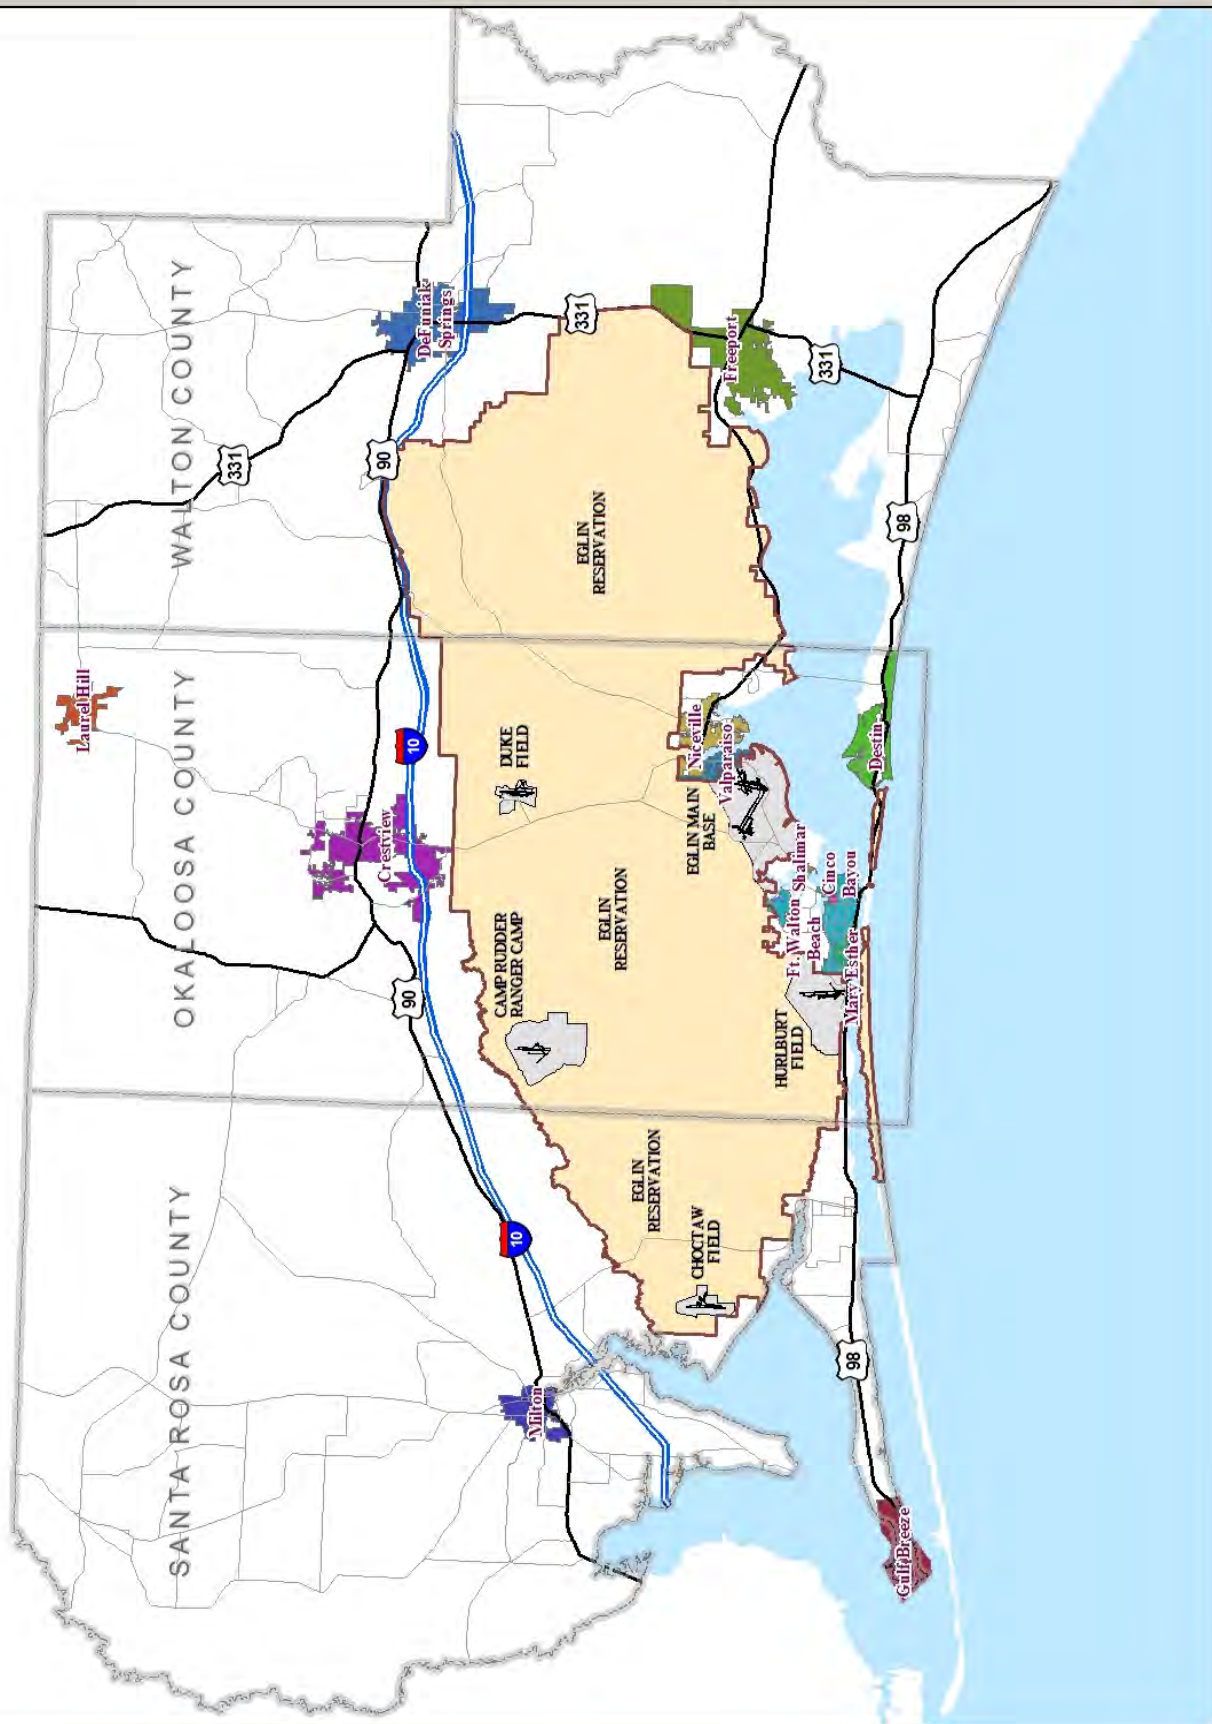 SANTA ROSA COUNTY
OKALOOSA COUNTY
WALTON COUNTY
Laurel Hill
331
90
DeFuniak
Springs
Crestview
10
90
10
Milton
331
DUKE
FIELD
CAMP RUDDER
RANGER CAMP
EGLIN
RESERVATION
EGLIN
RESERVATION
EGLIN
RESERVATION
CHOCTAW
FIELD
EGLIN MAIN
BASE
Niceville
Valparaiso
Freeport
331
HURLBURT
FIELD
Ft. Walton
Beach
Shalimar
Cinco
Bayou
Mary Esther
Destin
98
98
Gulf Breeze